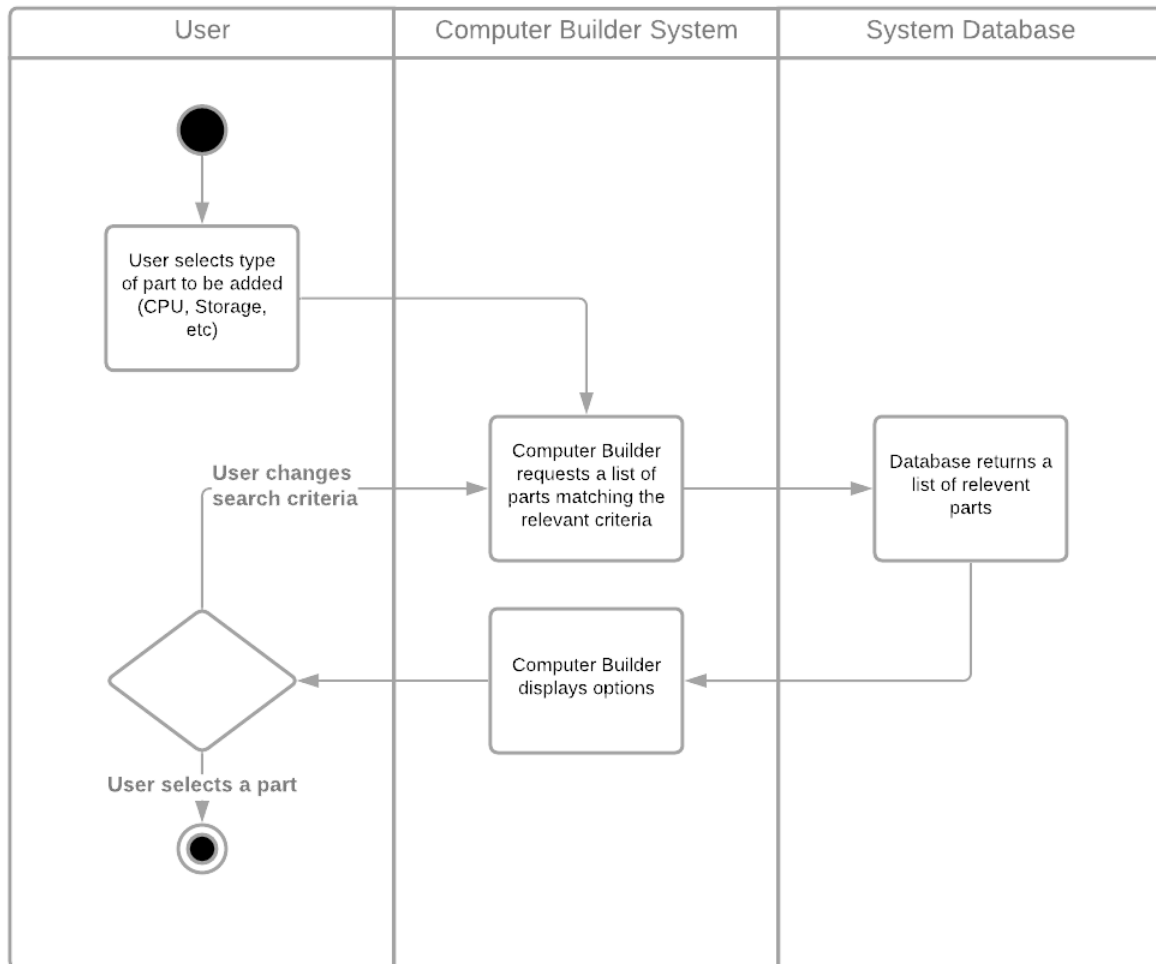 User
Computer Builder System
System Database
User selects type
of part to be added
(CPU, Storage,
etc)
Computer Builder
requests a list of
parts matching the
relevant criteria
Database returns a
list of relevent
parts
User changes
search criteria
Computer Builder
displays options
User selects a part